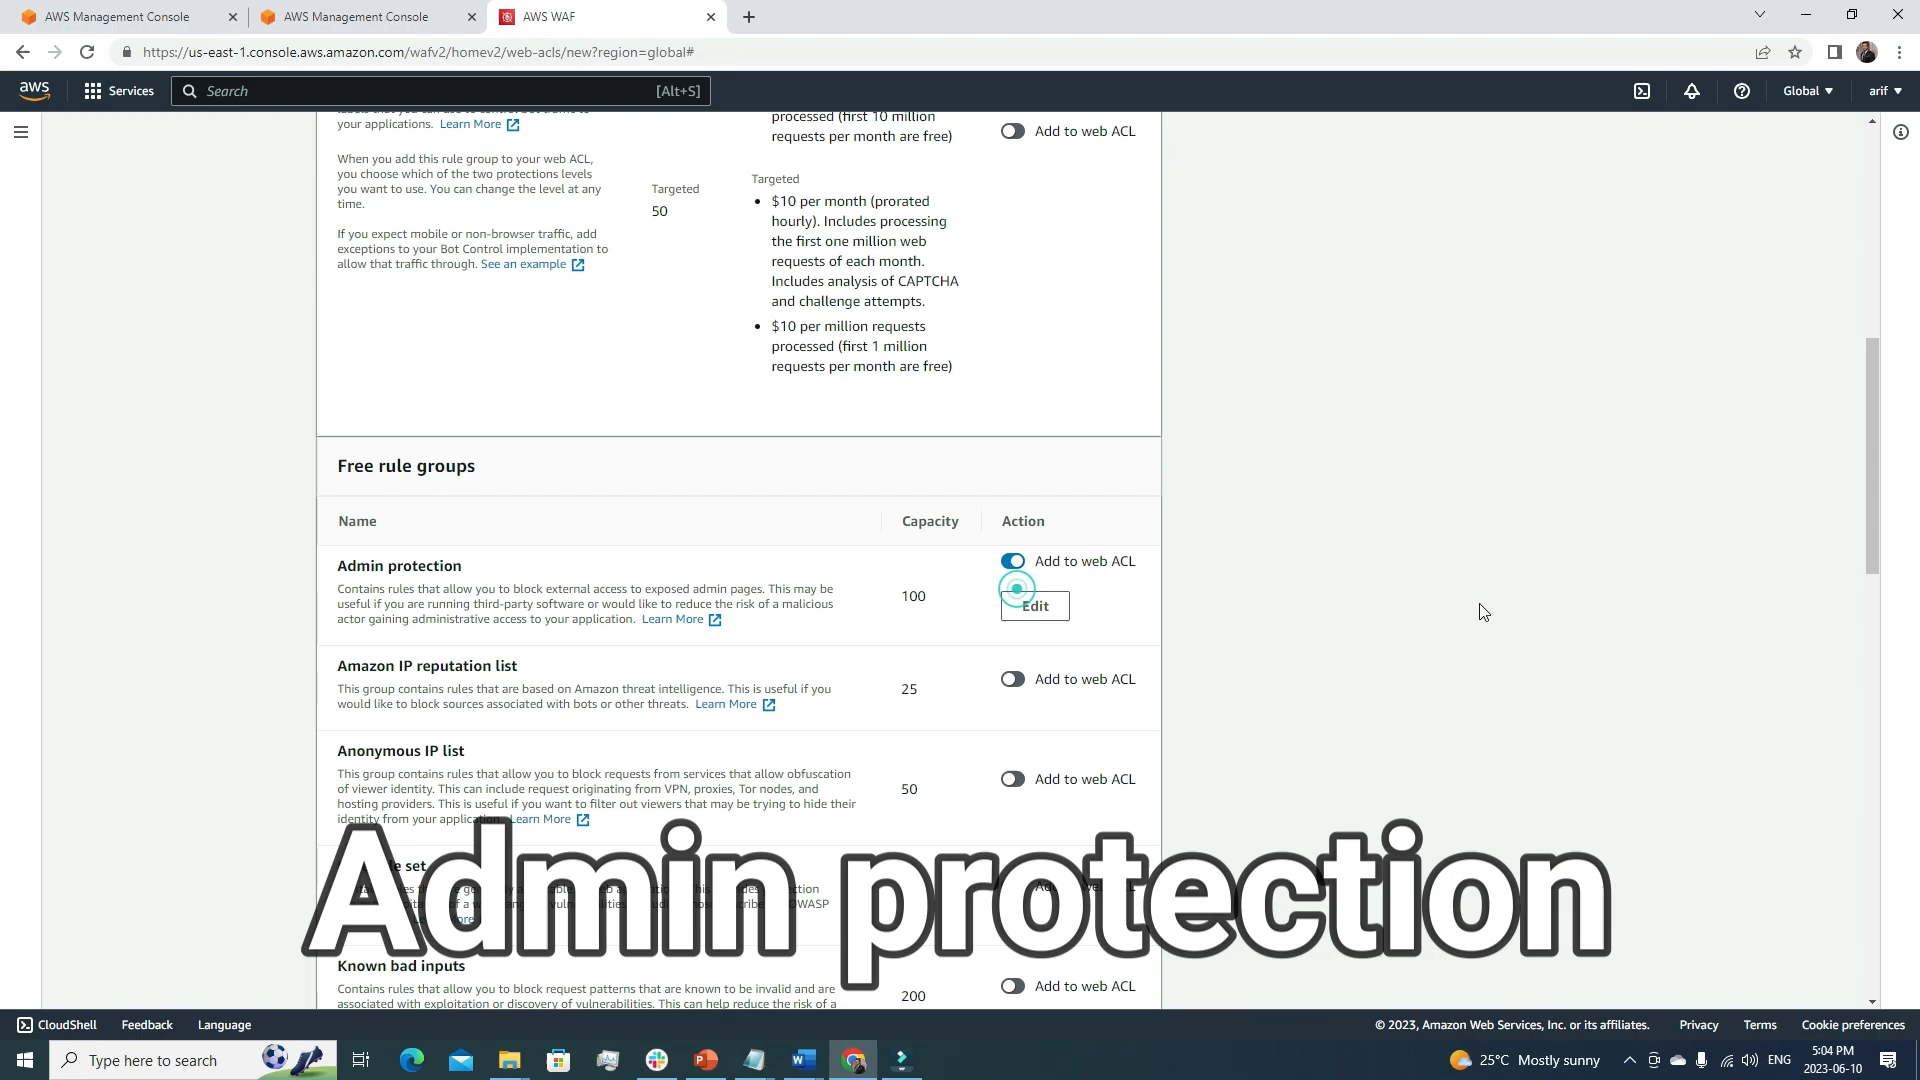 AWS Management Console
AWS Management Console
AWS WAF
https://us-east-1.console.aws.amazon.com/wafv2/homev2/web-acls/new?region=global#
aws
Services
Search
[Alt+S]
Global
arif
your applications. Learn More
When you add this rule group to your web ACL,
you choose which of the two protections levels
you want to use. You can change the level at any
time.
If you expect mobile or non-browser traffic, add
exceptions to your Bot Control implementation to
allow that traffic through. See an example
Targeted
50
processed (first 10 million
requests per month are free)
Targeted
• $10 per month (prorated
hourly). Includes processing
the first one million web
requests of each month.
Includes analysis of CAPTCHA
and challenge attempts.
• $10 per million requests
processed (first 1 million
requests per month are free)
Add to web ACL
Free rule groups
Name
Capacity
Action
Admin protection
Contains rules that allow you to block external access to exposed admin pages. This may be
useful if you are running third-party software or would like to reduce the risk of a malicious
actor gaining administrative access to your application. Learn More
100
Add to web ACL
Edit
Amazon IP reputation list
This group contains rules that are based on Amazon threat intelligence. This is useful if you
would like to block sources associated with bots or other threats. Learn More
25
Add to web ACL
Anonymous IP list
This group contains rules that allow you to block requests from services that allow obfuscation
of viewer identity. This can include request originating from VPN, proxies, Tor nodes, and
hosting providers. This is useful if you want to filter out viewers that may be trying to hide their
identity from your application. Learn More
50
Add to web ACL
set
OWASP
Admin protection
Known bad inputs
Contains rules that allow you to block request patterns that are known to be invalid and are
associated with exploitation or discovery of vulnerabilities. This can help reduce the risk of a
200
Add to web ACL
CloudShell
Feedback
Language
© 2023, Amazon Web Services, Inc. or its affiliates.
Privacy
Terms
Cookie preferences
Type here to search
25°C Mostly sunny
ENG
5:04 PM
2023-06-10